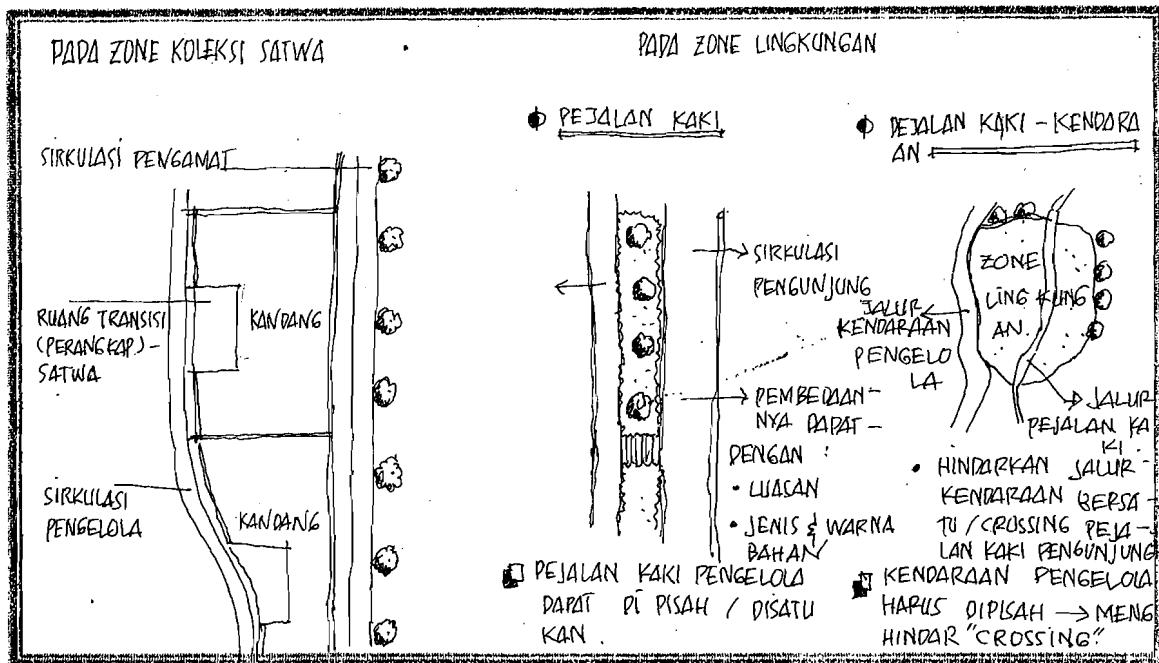 PADA ZONE KOLEKSI SATWA
SIRKULASI PENGAMAT
RUANG TRANSISI
(PERANGKAP) -
SATWA
KANDANG
SIRKULASI
PENGELOLA
KANDANG
PADA ZONE LINGKUNGAN
PEJALAN KAKI
SIRKULASI
PENGUNJUNG
JALUR
KENDARAAN
PENGELO
LA
PEMBEDAAN-
NYA DAPAT -
DENGAN :
• LUASAN
• JENIS & WARNA
BAHAN
PEJALAN KAKI PENGELOLA
DAPAT DI PISAH / DISATU
KAN .
PEJALAN KAKI - KENDARA
AN
ZONE
LING KUNG
AN.
JALUR
PEJALAN KA
KI.
• HINDARKAN JALUR -
KENDARAAN BERSA -
TU / CROSSING PEJA -
LAN KAKI PENGUNJUNG
KENDARAAN PENGELOLA
HARUS DIPISAH → MENG
HINDAR "CROSSING"